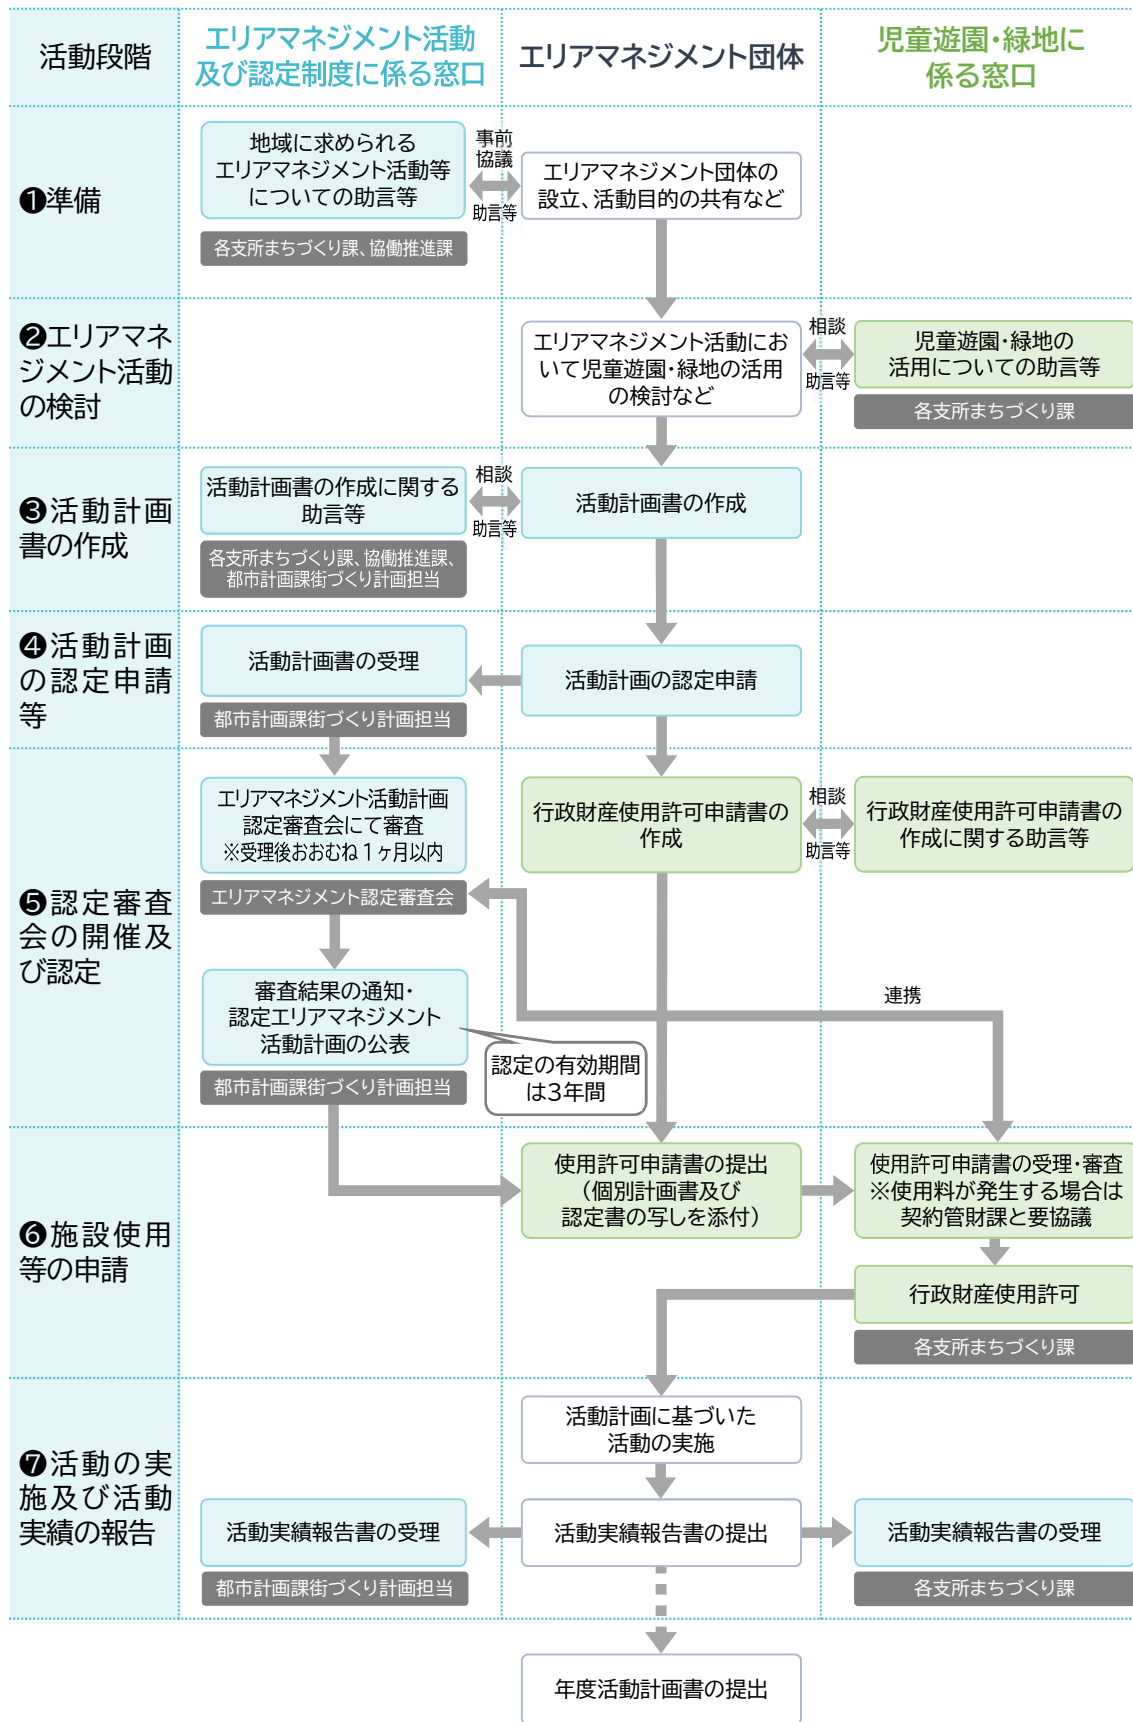 活動段階
エリアマネジメント活動
及び認定制度に係る窓口
エリアマネジメント団体
児童遊園・緑地に
係る窓口
❶準備
地域に求められる
エリアマネジメント活動等
についての助言等
各支所まちづくり課、協働推進課
事前
協議
助言等
エリアマネジメント団体の
設立、活動目的の共有など
❷エリアマネ
ジメント活動
の検討
エリアマネジメント活動にお
いて児童遊園・緑地の活用
の検討など
相談
助言等
児童遊園・緑地の
活用についての助言等
各支所まちづくり課
❸活動計画
書の作成
活動計画書の作成に関する
助言等
各支所まちづくり課、協働推進課、
都市計画課街づくり計画担当
相談
助言等
活動計画書の作成
❹活動計画
の認定申請
等
活動計画書の受理
都市計画課街づくり計画担当
活動計画の認定申請
❺認定審査
会の開催及
び認定
エリアマネジメント活動計画
認定審査会にて審査
※受理後おおむね1ヶ月以内
エリアマネジメント認定審査会
行政財産使用許可申請書の
作成
相談
助言等
行政財産使用許可申請書の
作成に関する助言等
連携
審査結果の通知・
認定エリアマネジメント
活動計画の公表
都市計画課街づくり計画担当
認定の有効期間
は3年間
❻施設使用
等の申請
使用許可申請書の提出
（個別計画書及び
認定書の写しを添付）
使用許可申請書の受理・審査
※使用料が発生する場合は
契約管財課と要協議
行政財産使用許可
各支所まちづくり課
❼活動の実
施及び活動
実績の報告
活動計画に基づいた
活動の実施
活動実績報告書の受理
都市計画課街づくり計画担当
活動実績報告書の提出
活動実績報告書の受理
各支所まちづくり課
年度活動計画書の提出